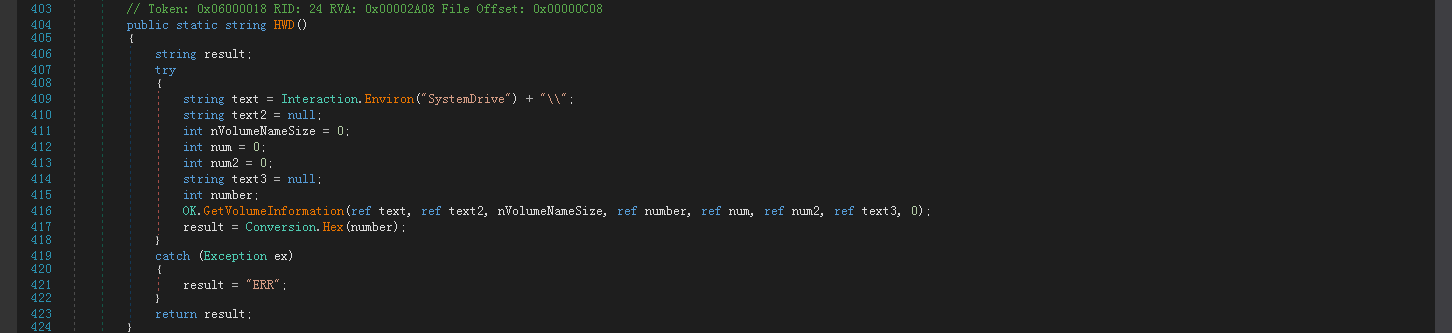 403 // Token: 0x06000018 RID: 24 RVA: 0x00002A08 File Offset: 0x00000C08
404 public static string HWD()
405 {
406 string result;
407 try
408 {
409 string text = Interaction.Environ("SystemDrive") + "\\";
410 string text2 = null;
411 int nVolumeNameSize = 0;
412 int num = 0;
413 int num2 = 0;
414 string text3 = null;
415 int number;
416 OK.GetVolumeInformation(ref text, ref text2, nVolumeNameSize, ref number, ref num, ref num2, ref text3, 0);
417 result = Conversion.Hex(number);
418 }
419 catch (Exception ex)
420 {
421 result = "ERR";
422 }
423 return result;
424 }